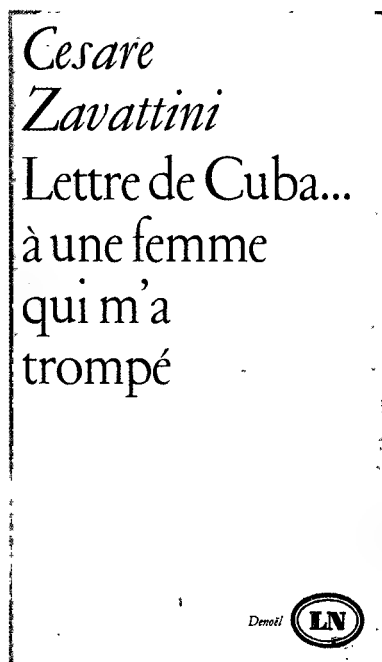 Cesare
Zavattini
Lettre de Cuba...
à une femme
qui m'a
trompé
Denoël LN